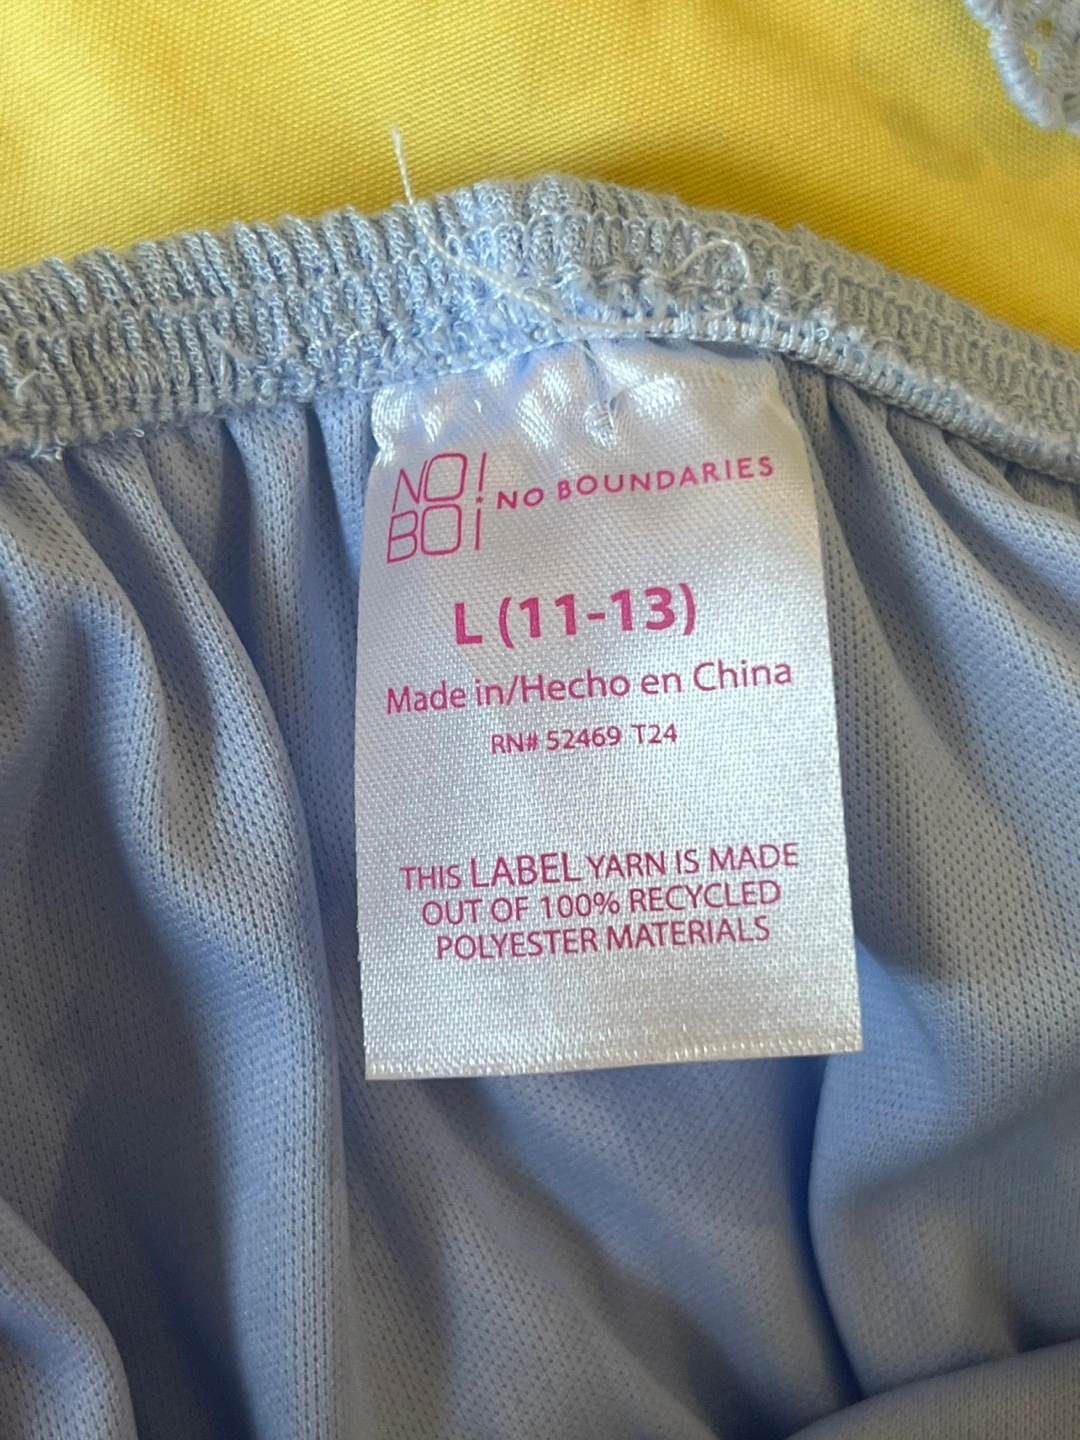 NO!
BO¡
NO BOUNDARIES
L (11-13)
Made in/Hecho en China
RN# 52469 T24
THIS LABEL YARN IS MADE
OUT OF 100% RECYCLED
POLYESTER MATERIALS